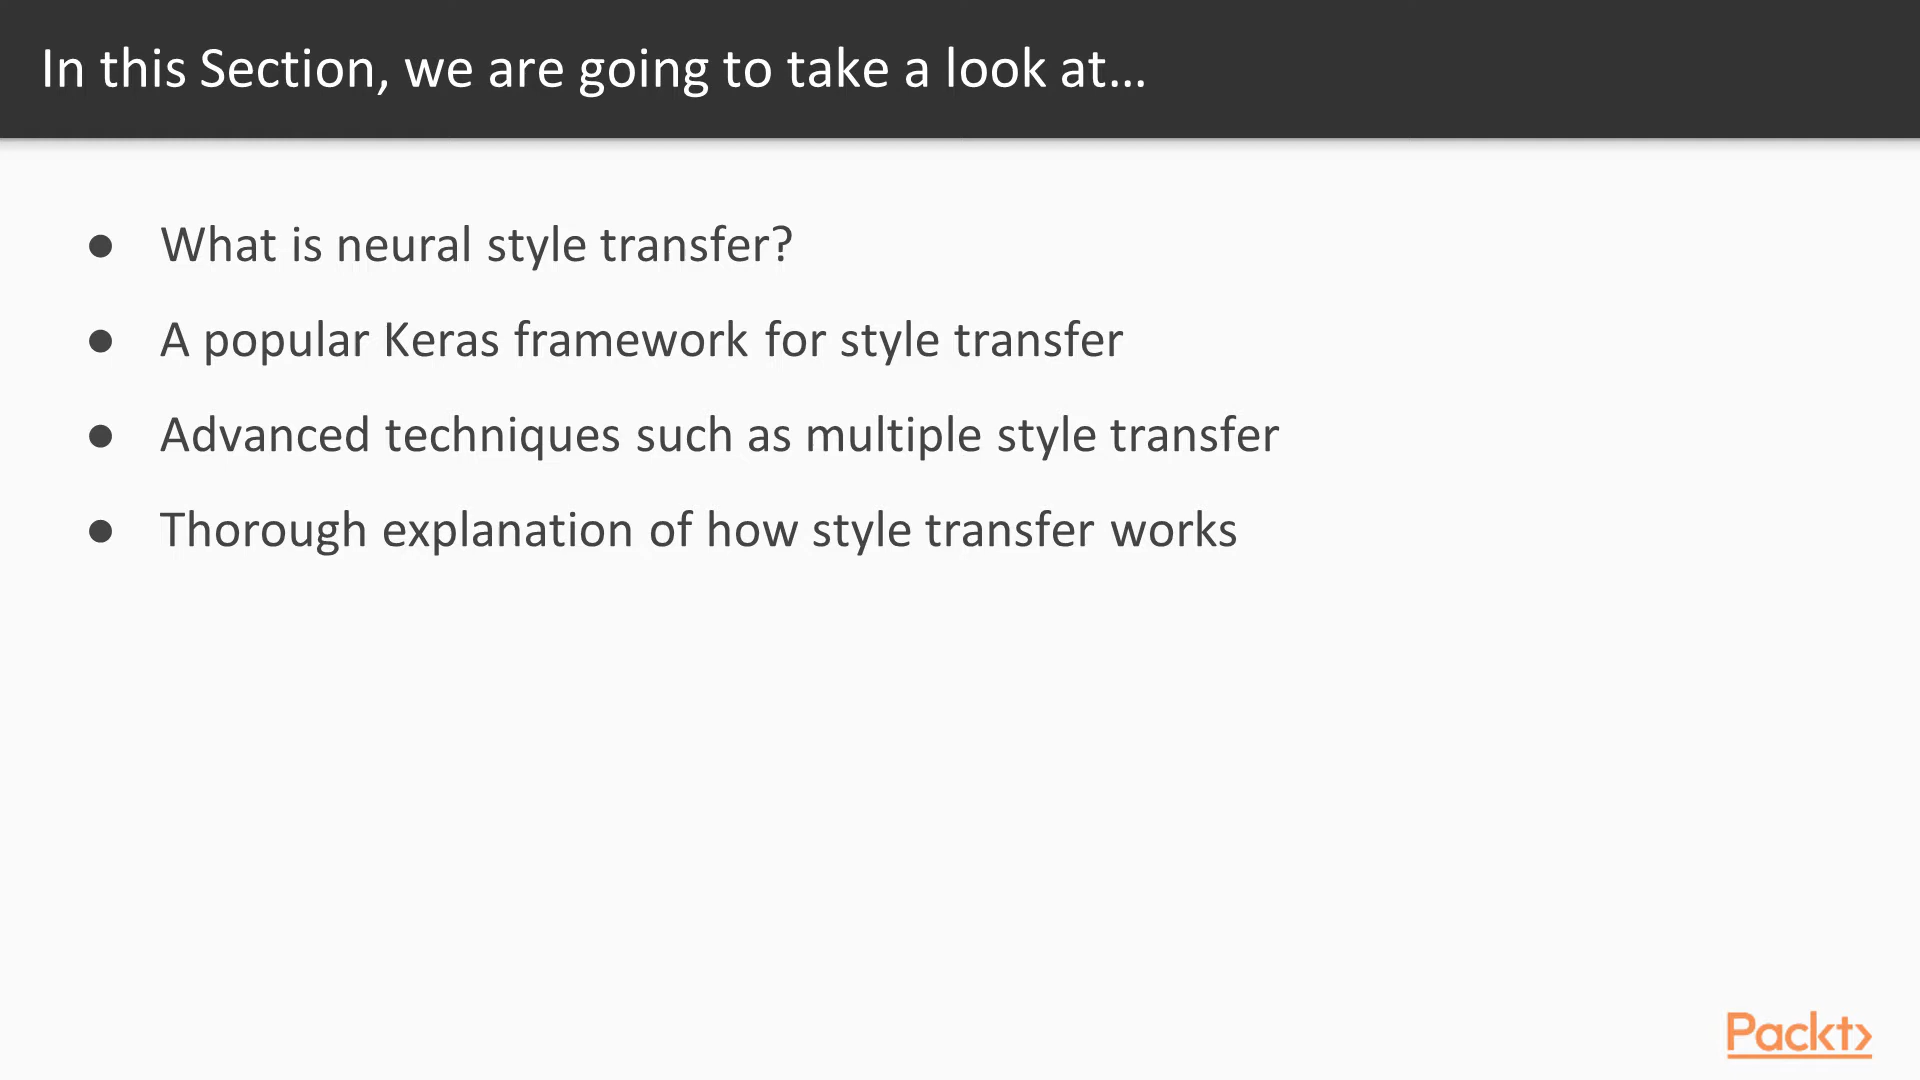 In this Section, we are going to take a look at...
● What is neural style transfer?
● A popular Keras framework for style transfer
● Advanced techniques such as multiple style transfer
● Thorough explanation of how style transfer works
Packt>